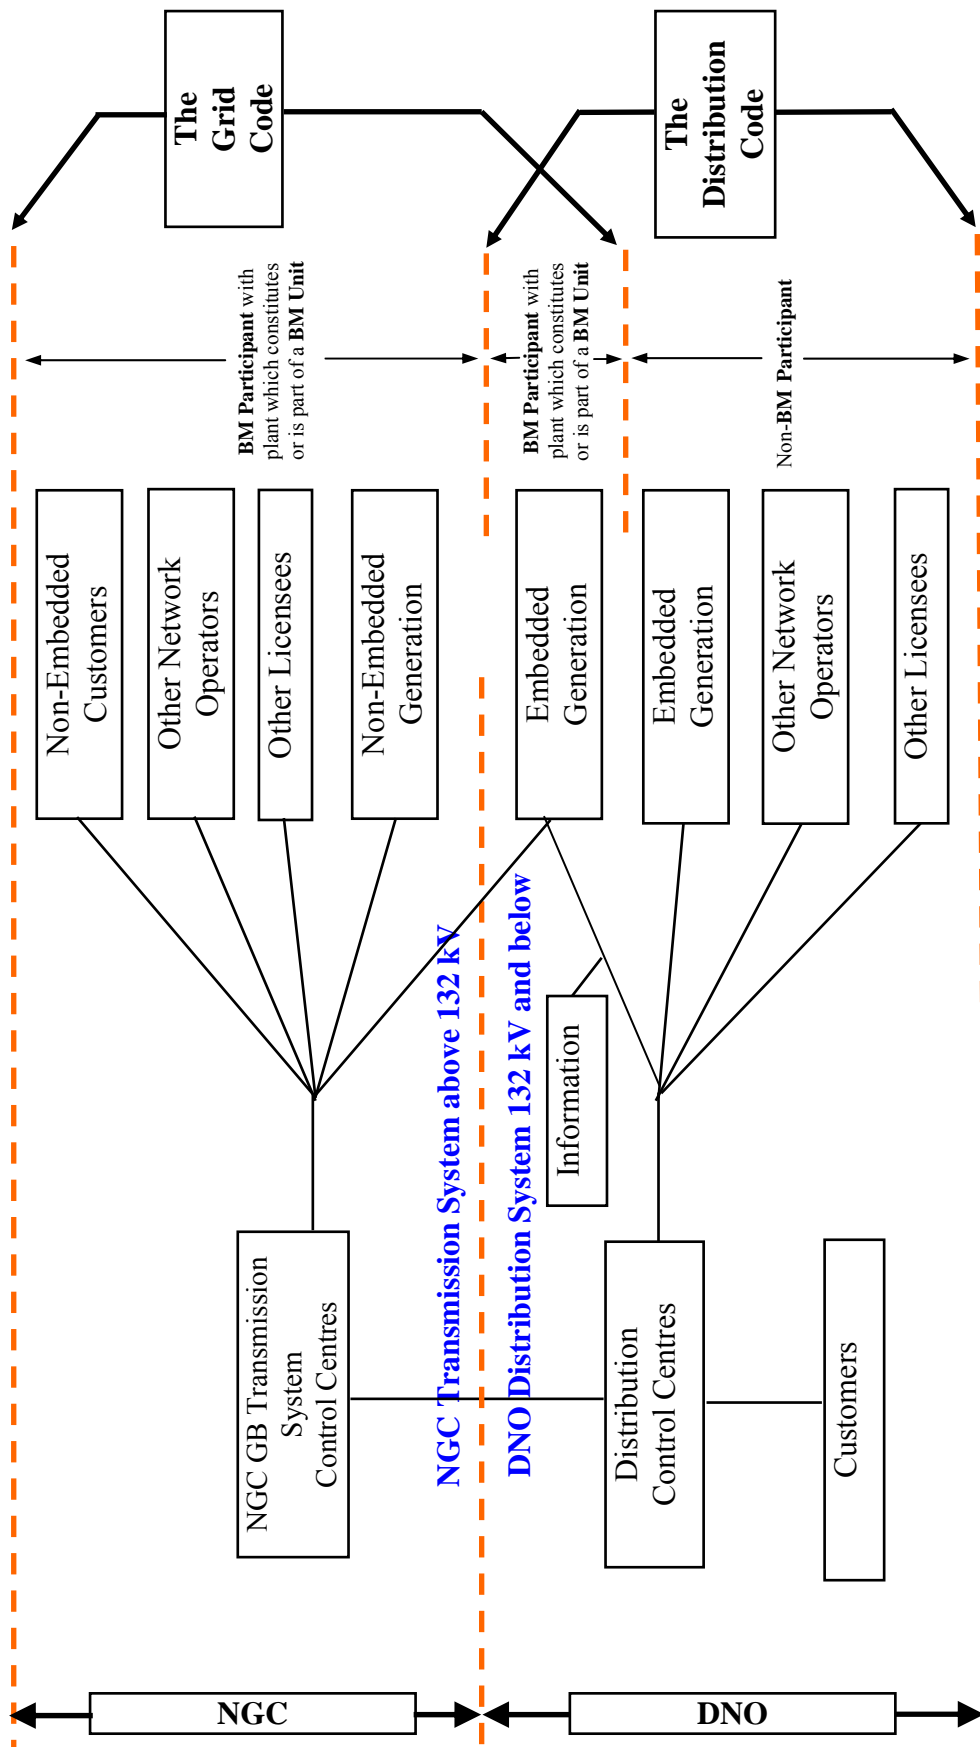 The
Grid
Code
The
Distribution
Code
BM Participant with
plant which constitutes
or is part of a BM Unit
BM Participant with
plant which constitutes
or is part of a BM Unit
Non-BM Participant
Non-Embedded
Customers
Other Network
Operators
Other Licensees
Non-Embedded
Generation
Embedded
Generation
Embedded
Generation
Other Network
Operators
Other Licensees
NGC Transmission System above 132 kV
DNO Distribution System 132 kV and below
Information
NGC GB Transmission
System
Control Centres
Distribution
Control Centres
Customers
NGC
DNO